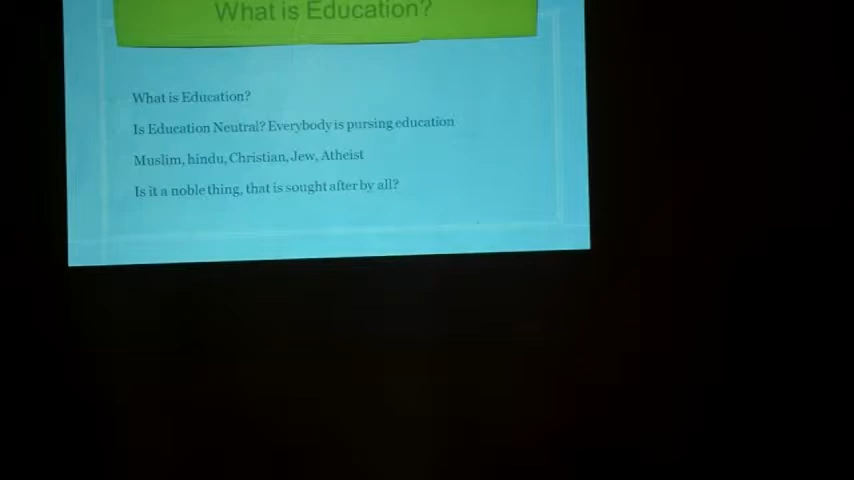 What is Education?
What is Education?
Is Education Neutral? Everybody is pursing education
Muslim, hindu, Christian, Jew, Atheist
Is it a noble thing, that is sought after by all?